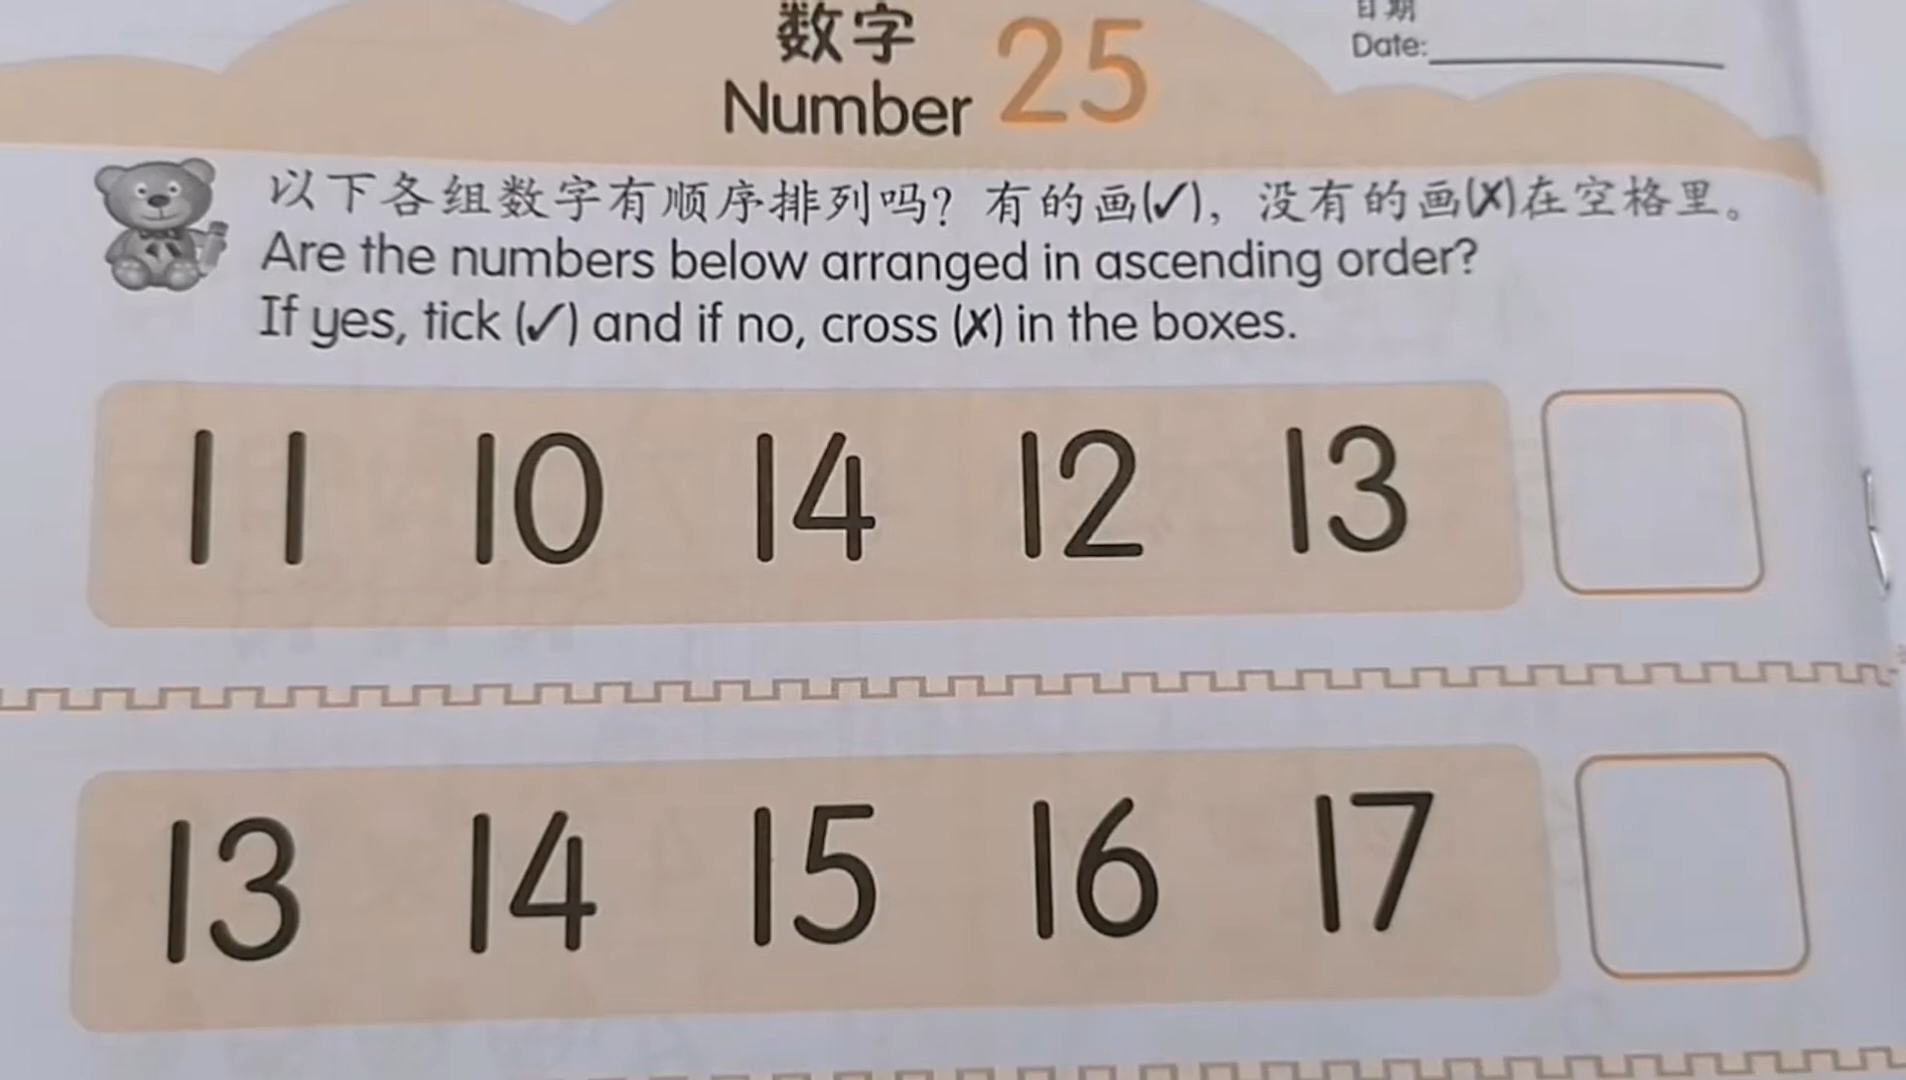 数字
Number 25
日期
Date:
以下各组数字有顺序排列吗？有的画(✓)，没有的画(✗)在空格里。
Are the numbers below arranged in ascending order?
If yes, tick (✓) and if no, cross (✗) in the boxes.
11 10 14 12 13
13 14 15 16 17